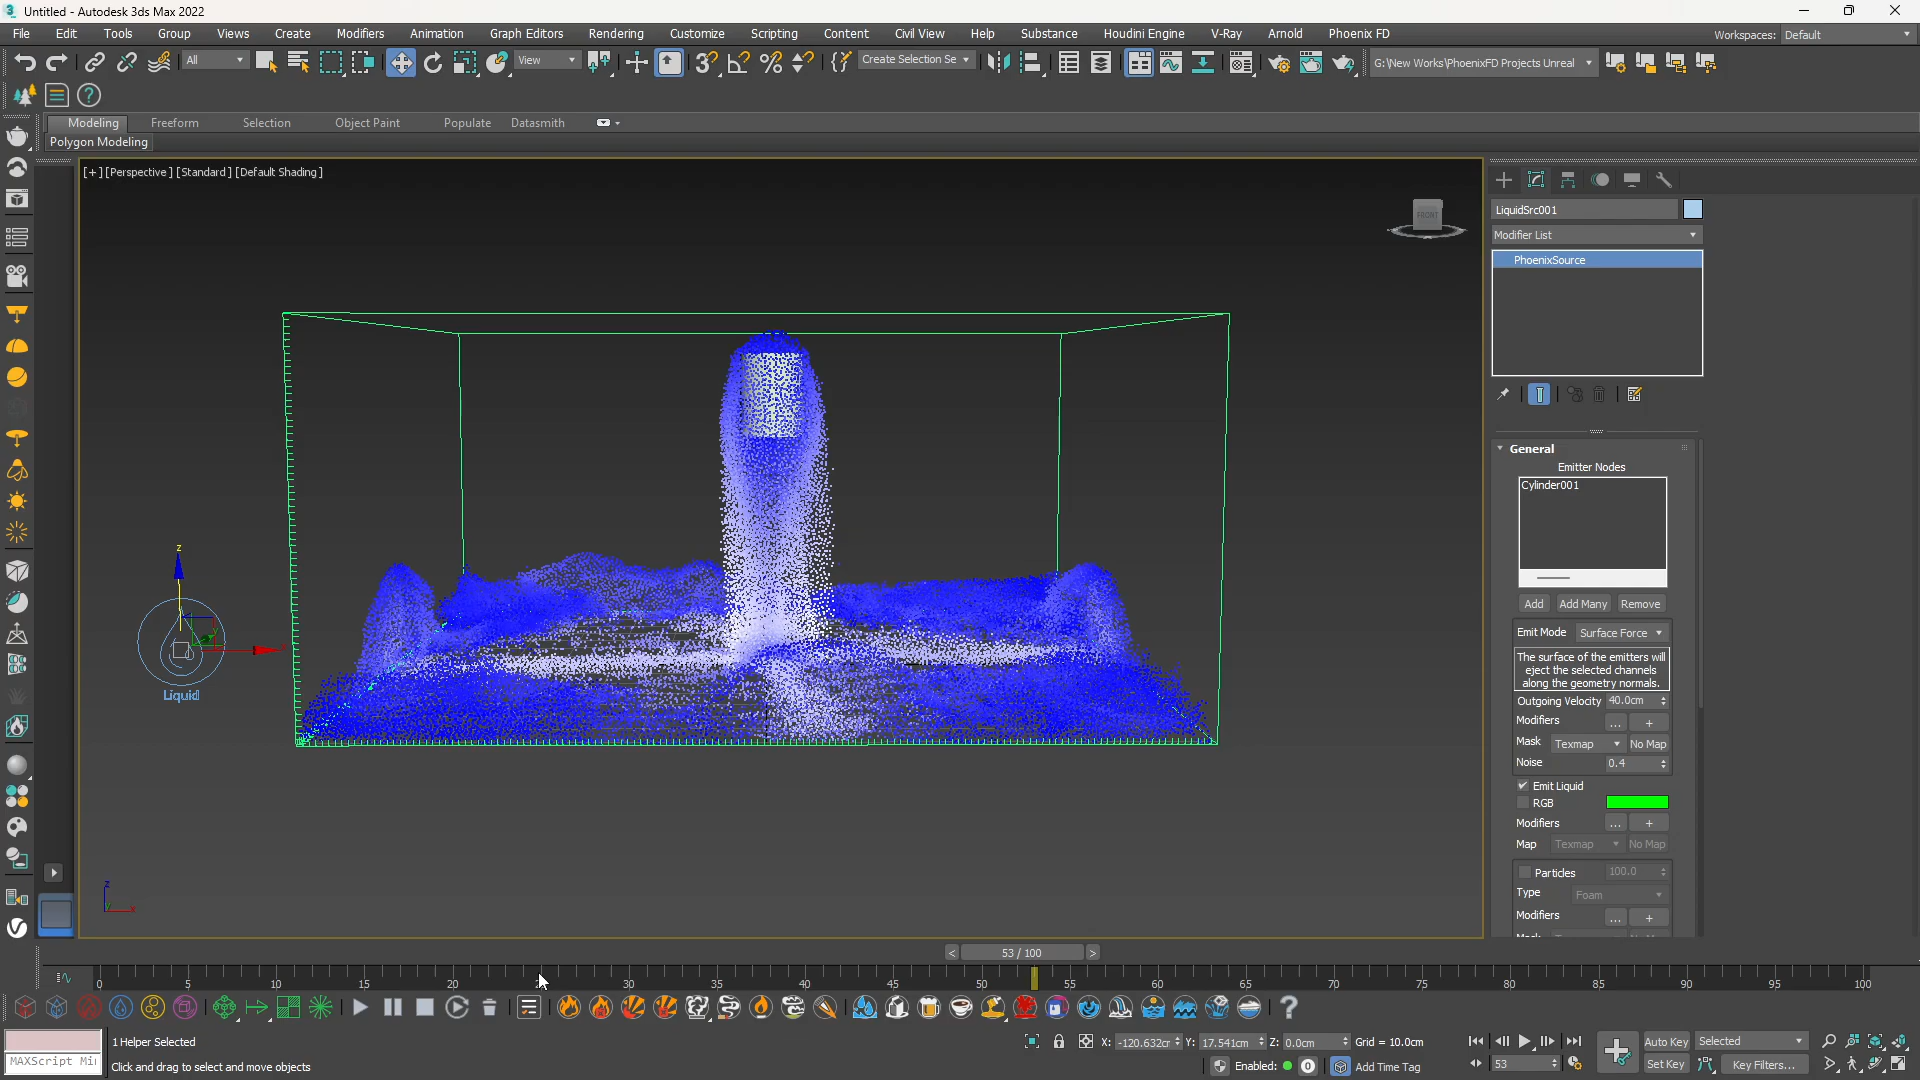 Untitled - Autodesk 3ds Max 2022
File Edit Tools Group Views Create Modifiers Animation Graph Editors Rendering Customize Scripting Content Civil View Help Substance Houdini Engine V-Ray Arnold Phoenix FD Workspaces: Default
All View Create Selection Se G:\New Works\PhoenixFD Projects Unreal
Modeling Freeform Selection Object Paint Populate Datasmith
Polygon Modeling
[+] [Perspective] [Standard] [Default Shading]
FRONT
LiquidSrc001
Modifier List
PhoenixSource
General
Emitter Nodes
Cylinder001
Add Add Many Remove
Emit Mode Surface Force
The surface of the emitters will
eject the selected channels
along the geometry normals.
Outgoing Velocity 40.0cm
Modifiers ... +
Mask Texmap No Map
Noise 0.4
Emit Liquid
RGB
Modifiers ... +
Map Texmap No Map
Particles 100.0
Type Foam
Modifiers ... +
z
Liquid
z
x
< 53 / 100 >
0 5 10 15 20 30 35 40 45 50 55 60 65 70 75 80 85 90 95 100
1 Helper Selected
MAXScript Mi
Click and drag to select and move objects
X: -120.632cr Y: 17.541cm Z: 0.0cm Grid = 10.0cm
Enabled: 0 Add Time Tag
53
Auto Key Selected
Set Key Key Filters...